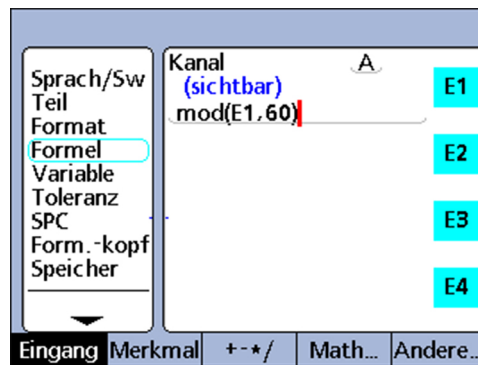 Sprach/Sw
Teil
Format
Formel
Variable
Toleranz
SPC
Form.-kopf
Speicher
Kanal A
(sichtbar)
mod(E1,60)
E1
E2
E3
E4
Eingang Merkmal +-*/ Math... Andere..